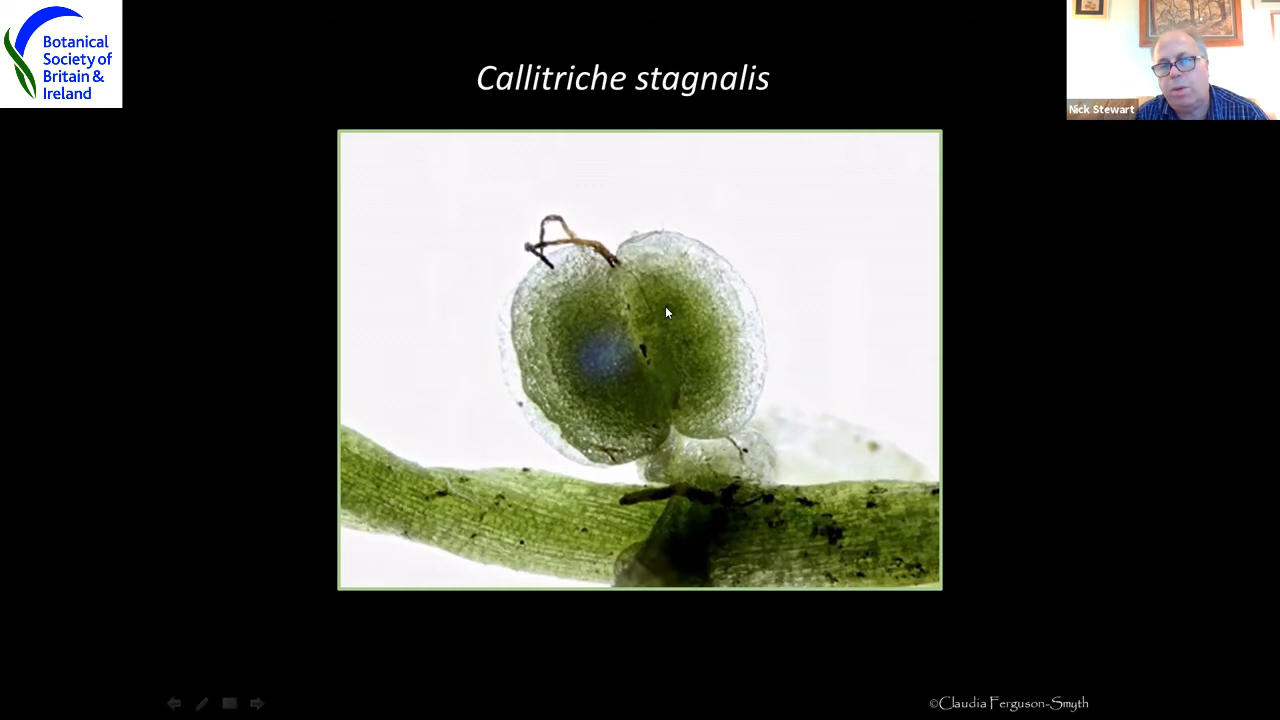 Botanical
Society of
Britain &
Ireland
Callitriche stagnalis
Nick Stewart
©Claudia Ferguson-Smyth